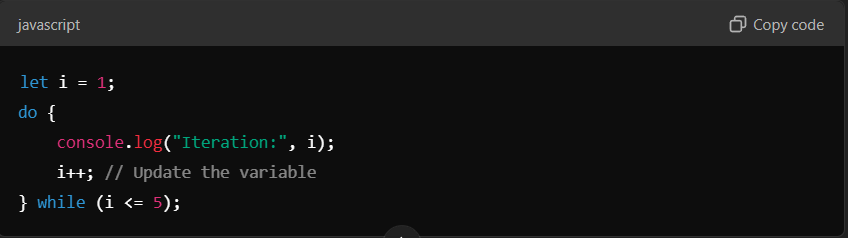 javascript
Copy code
let i = 1;
do {
    console.log("Iteration:", i);
    i++; // Update the variable
} while (i <= 5);